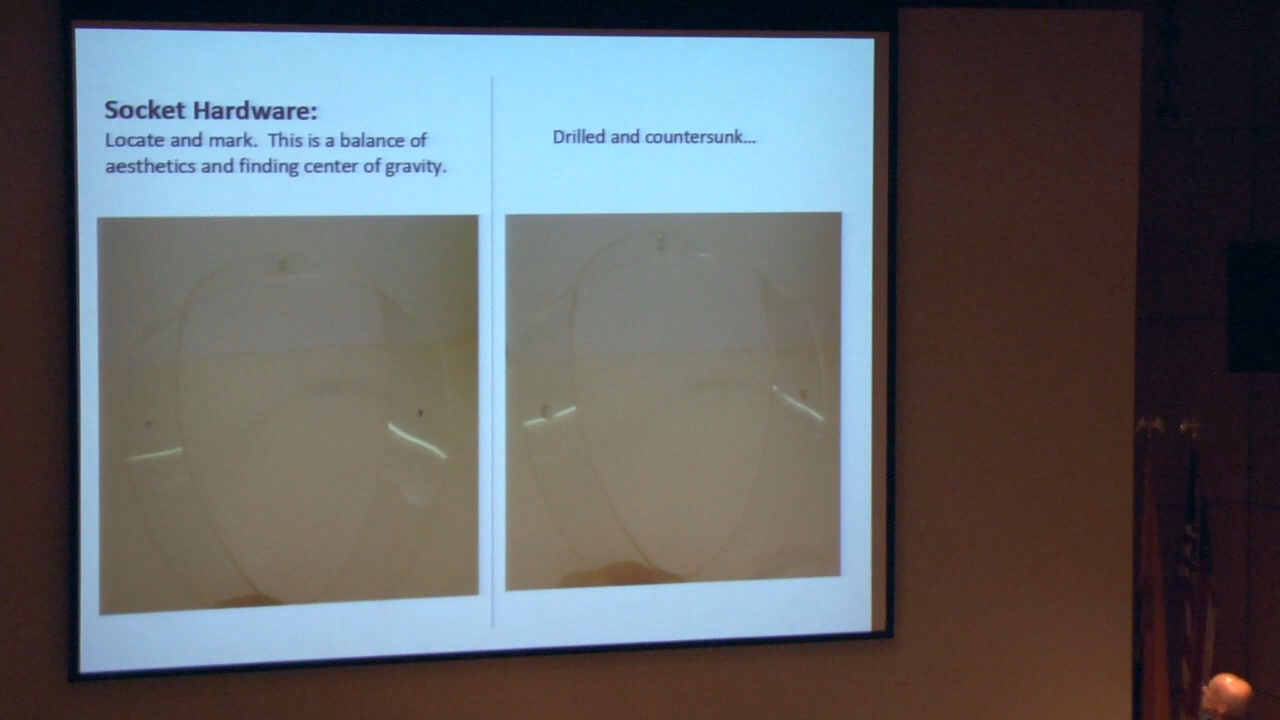 Socket Hardware:
Locate and mark.  This is a balance of
aesthetics and finding center of gravity.
Drilled and countersunk...